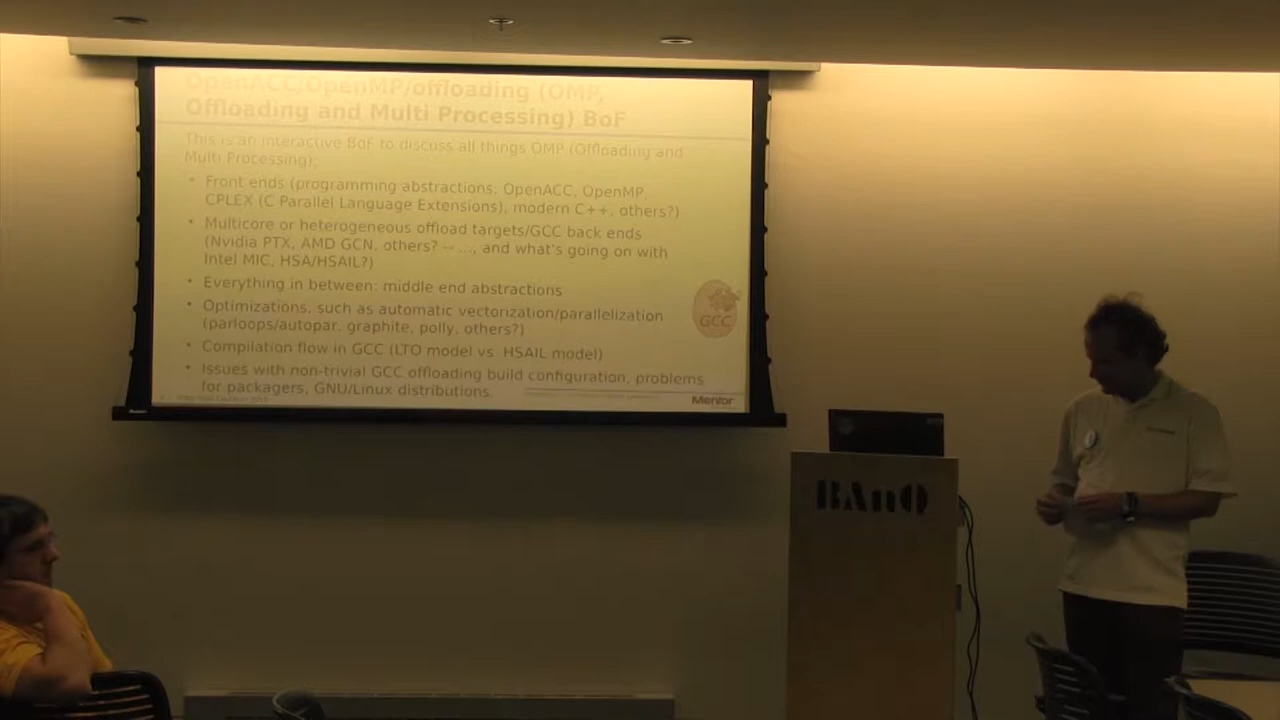 OpenACC/OpenMP/offloading (OMP,
Offloading and Multi Processing) BoF
This is an interactive BoF to discuss all things OMP (Offloading and
Multi Processing):
• Front ends (programming abstractions: OpenACC, OpenMP,
CPLEX (C Parallel Language Extensions), modern C++, others?)
• Multicore or heterogeneous offload targets/GCC back ends
(Nvidia PTX, AMD GCN, others? -- ..., and what's going on with
Intel MIC, HSA/HSAIL?)
• Everything in between: middle end abstractions
• Optimizations, such as automatic vectorization/parallelization
(parloops/autopar, graphite, polly, others?)
• Compilation flow in GCC (LTO model vs. HSAIL model)
• Issues with non-trivial GCC offloading build configuration, problems
for packagers, GNU/Linux distributions.
GCC
Mentor
BAnQ